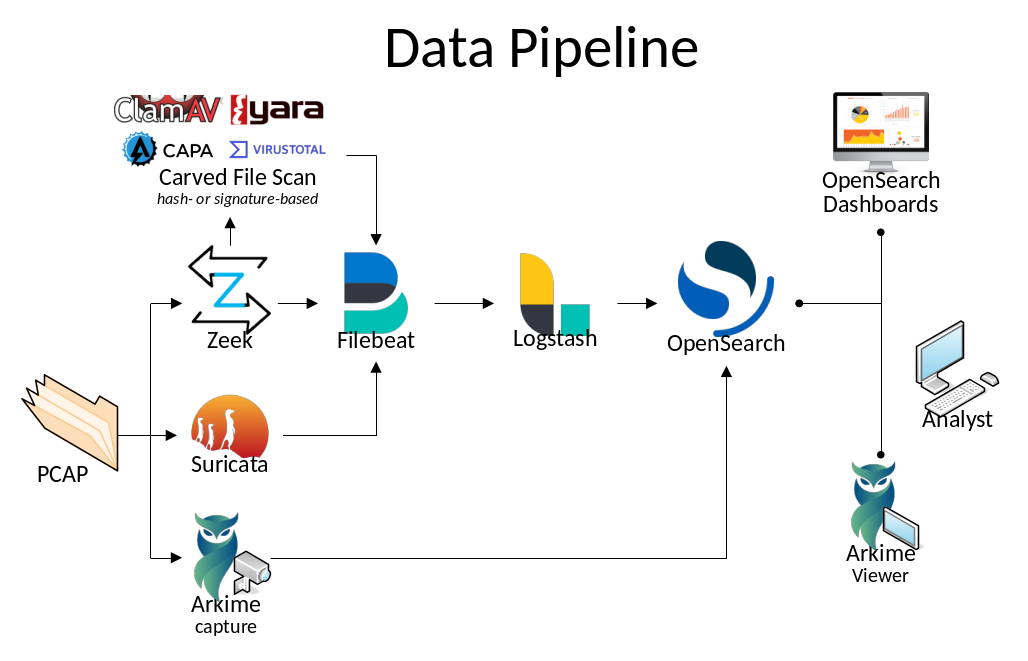 Data Pipeline
ClamAV yara
CAPA VIRUSTOTAL
Carved File Scan
hash- or signature-based
OpenSearch
Dashboards
Zeek
Filebeat
Logstash
OpenSearch
Analyst
PCAP
Suricata
Arkime
capture
Arkime
Viewer